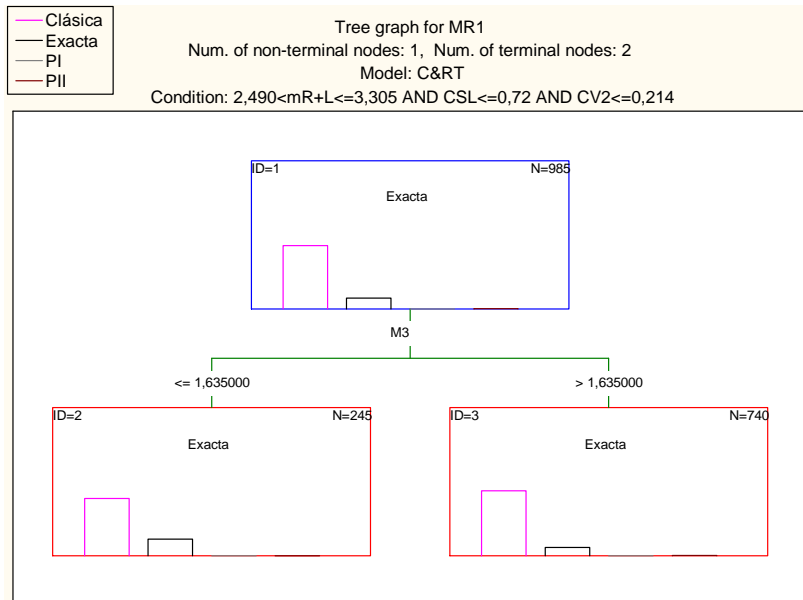 Clásica
Exacta
PI
PII
Tree graph for MR1
Num. of non-terminal nodes: 1,  Num. of terminal nodes: 2
Model: C&RT
Condition: 2,490<mR+L<=3,305 AND CSL<=0,72 AND CV2<=0,214
ID=1 N=985
Exacta
M3
<= 1,635000 > 1,635000
ID=2 N=245 ID=3 N=740
Exacta Exacta